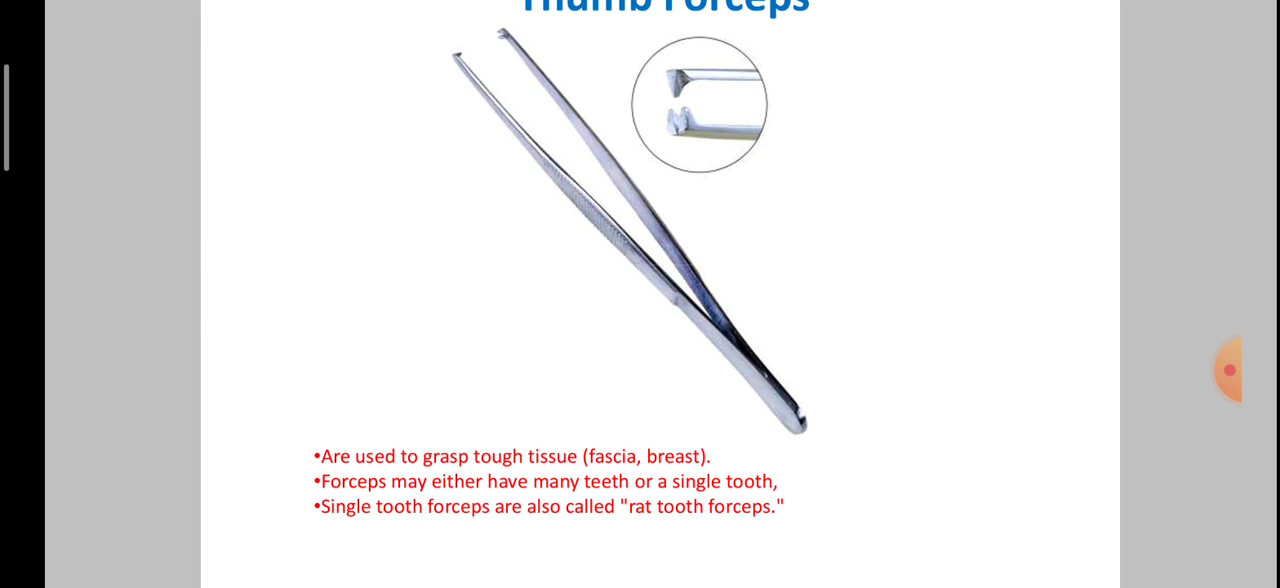 Thumb Forceps
•Are used to grasp tough tissue (fascia, breast).
•Forceps may either have many teeth or a single tooth,
•Single tooth forceps are also called "rat tooth forceps."